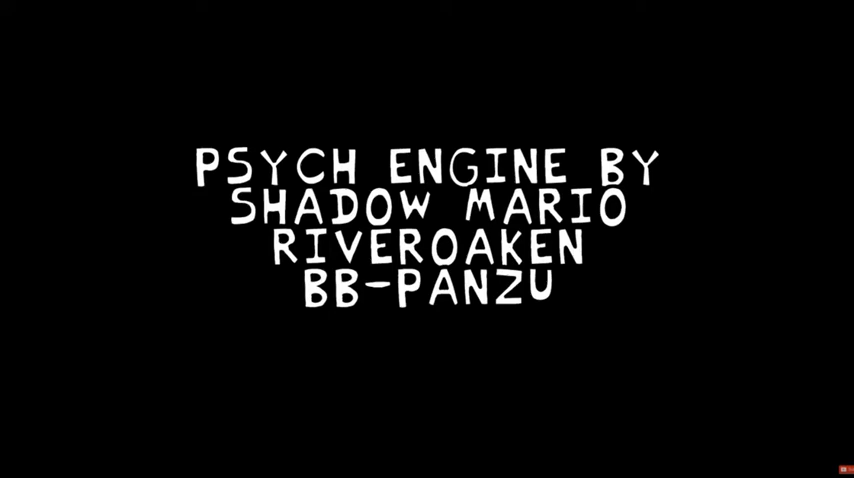 PSYCH ENGINE BY
SHADOW MARIO
RIVEROAKEN
BB-PANZU